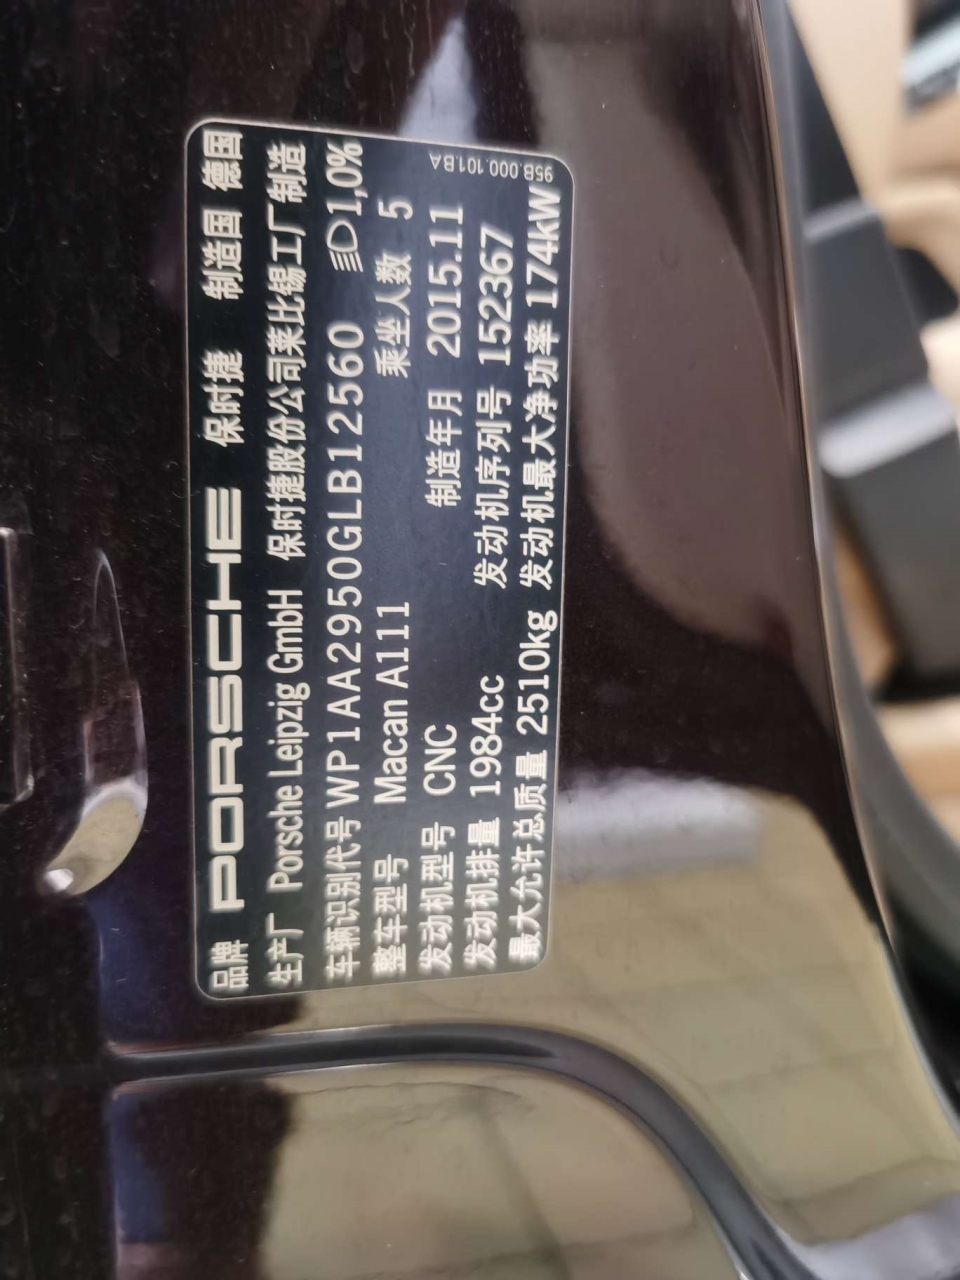 品牌 PORSCHE 保时捷 制造国 德国
生产厂 Porsche Leipzig GmbH 保时捷股份公司莱比锡工厂制造
车辆识别代号 WP1AA2950GLB12560 1,0%
整车型号 Macan A111 乘坐人数 5
发动机型号 CNC 制造年月 2015.11
发动机排量 1984cc 发动机序列号 152367
最大允许总质量 2510kg 发动机最大净功率 174kW
95B.000.101.BA